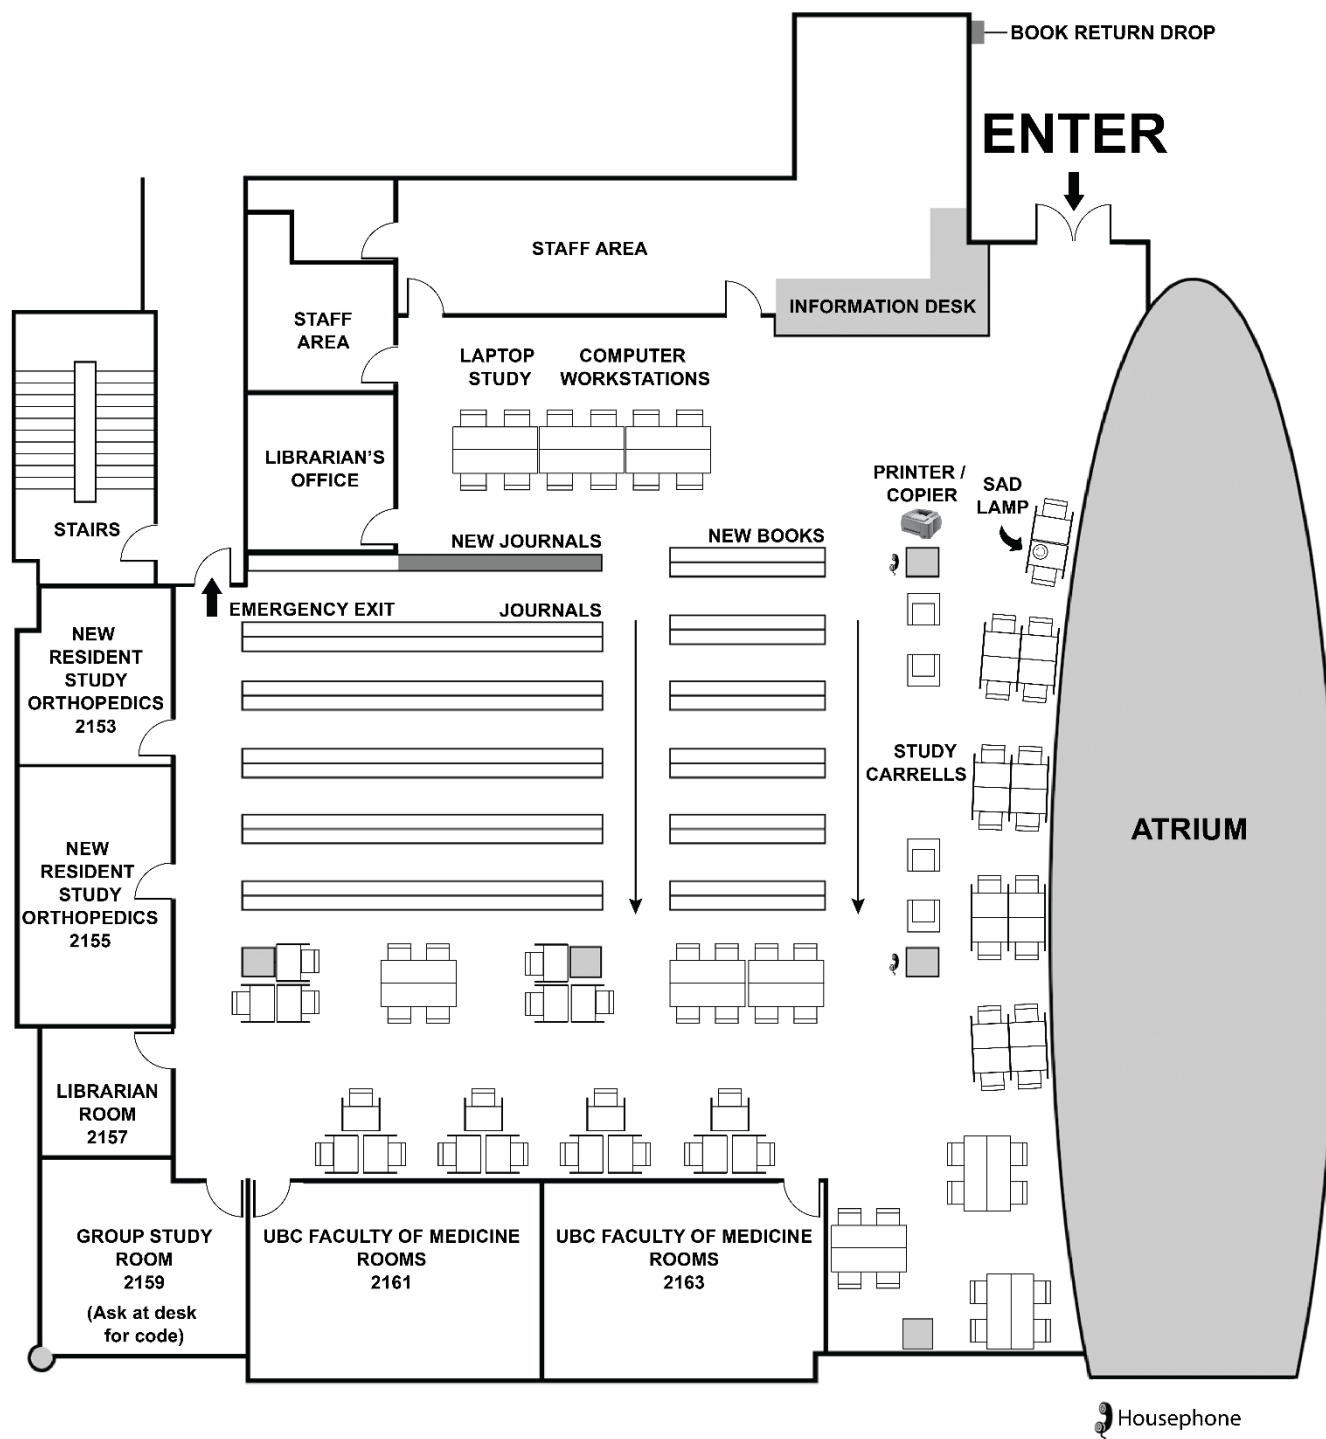 BOOK RETURN DROP
ENTER
STAFF AREA
INFORMATION DESK
STAFF
AREA
LAPTOP
STUDY
COMPUTER
WORKSTATIONS
LIBRARIAN'S
OFFICE
PRINTER /
COPIER
SAD
LAMP
STAIRS
NEW JOURNALS
NEW BOOKS
EMERGENCY EXIT
JOURNALS
NEW
RESIDENT
STUDY
ORTHOPEDICS
2153
STUDY
CARRELLS
ATRIUM
NEW
RESIDENT
STUDY
ORTHOPEDICS
2155
LIBRARIAN
ROOM
2157
GROUP STUDY
ROOM
2159
(Ask at desk
for code)
UBC FACULTY OF MEDICINE
ROOMS
2161
UBC FACULTY OF MEDICINE
ROOMS
2163
Housephone